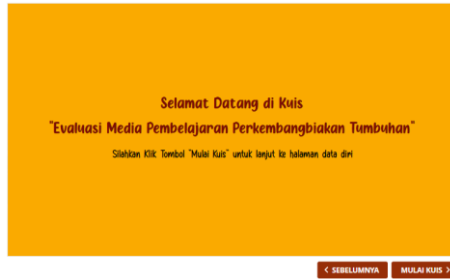 Selamat Datang di Kuis
"Evaluasi Media Pembelajaran Perkembangbiakan Tumbuhan"
Silahkan Klik Tombol "Mulai Kuis" untuk lanjut ke halaman data diri
< SEBELUMNYA MULAI KUIS >